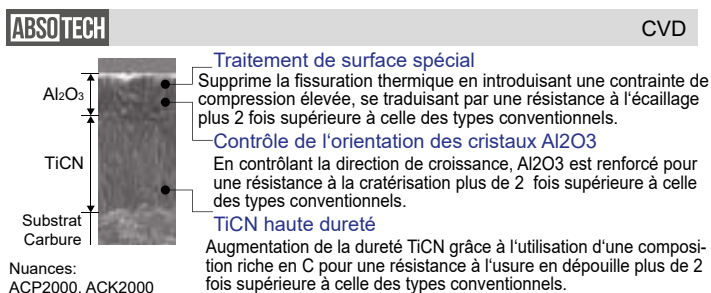 ABSOTECH
CVD
Traitement de surface spécial
Supprime la fissuration thermique en introduisant une contrainte de
compression élevée, se traduisant par une résistance à l‘écaillage
plus 2 fois supérieure à celle des types conventionnels.
Contrôle de l‘orientation des cristaux Al2O3
En contrôlant la direction de croissance, Al2O3 est renforcé pour
une résistance à la cratérisation plus de 2 fois supérieure à celle
des types conventionnels.
TiCN haute dureté
Augmentation de la dureté TiCN grâce à l‘utilisation d‘une composi-
tion riche en C pour une résistance à l‘usure en dépouille plus de 2
fois supérieure à celle des types conventionnels.
Al2O3
TiCN
Substrat
Carbure
Nuances:
ACP2000, ACK2000